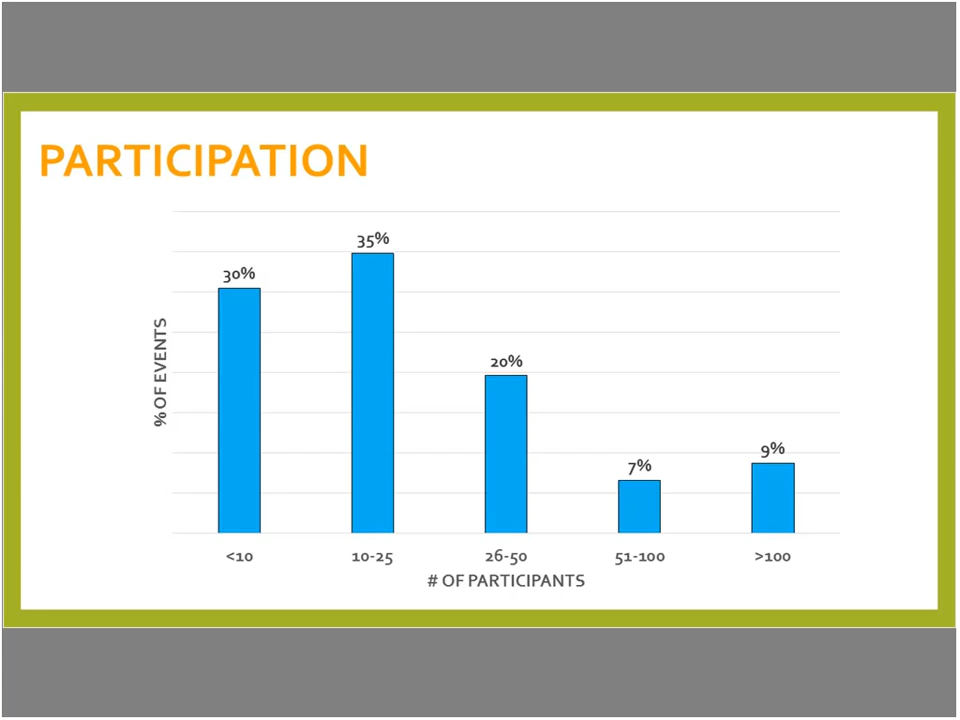 PARTICIPATION
35%
30%
20%
9%
7%
% OF EVENTS
<10 10-25 26-50 51-100 >100
# OF PARTICIPANTS